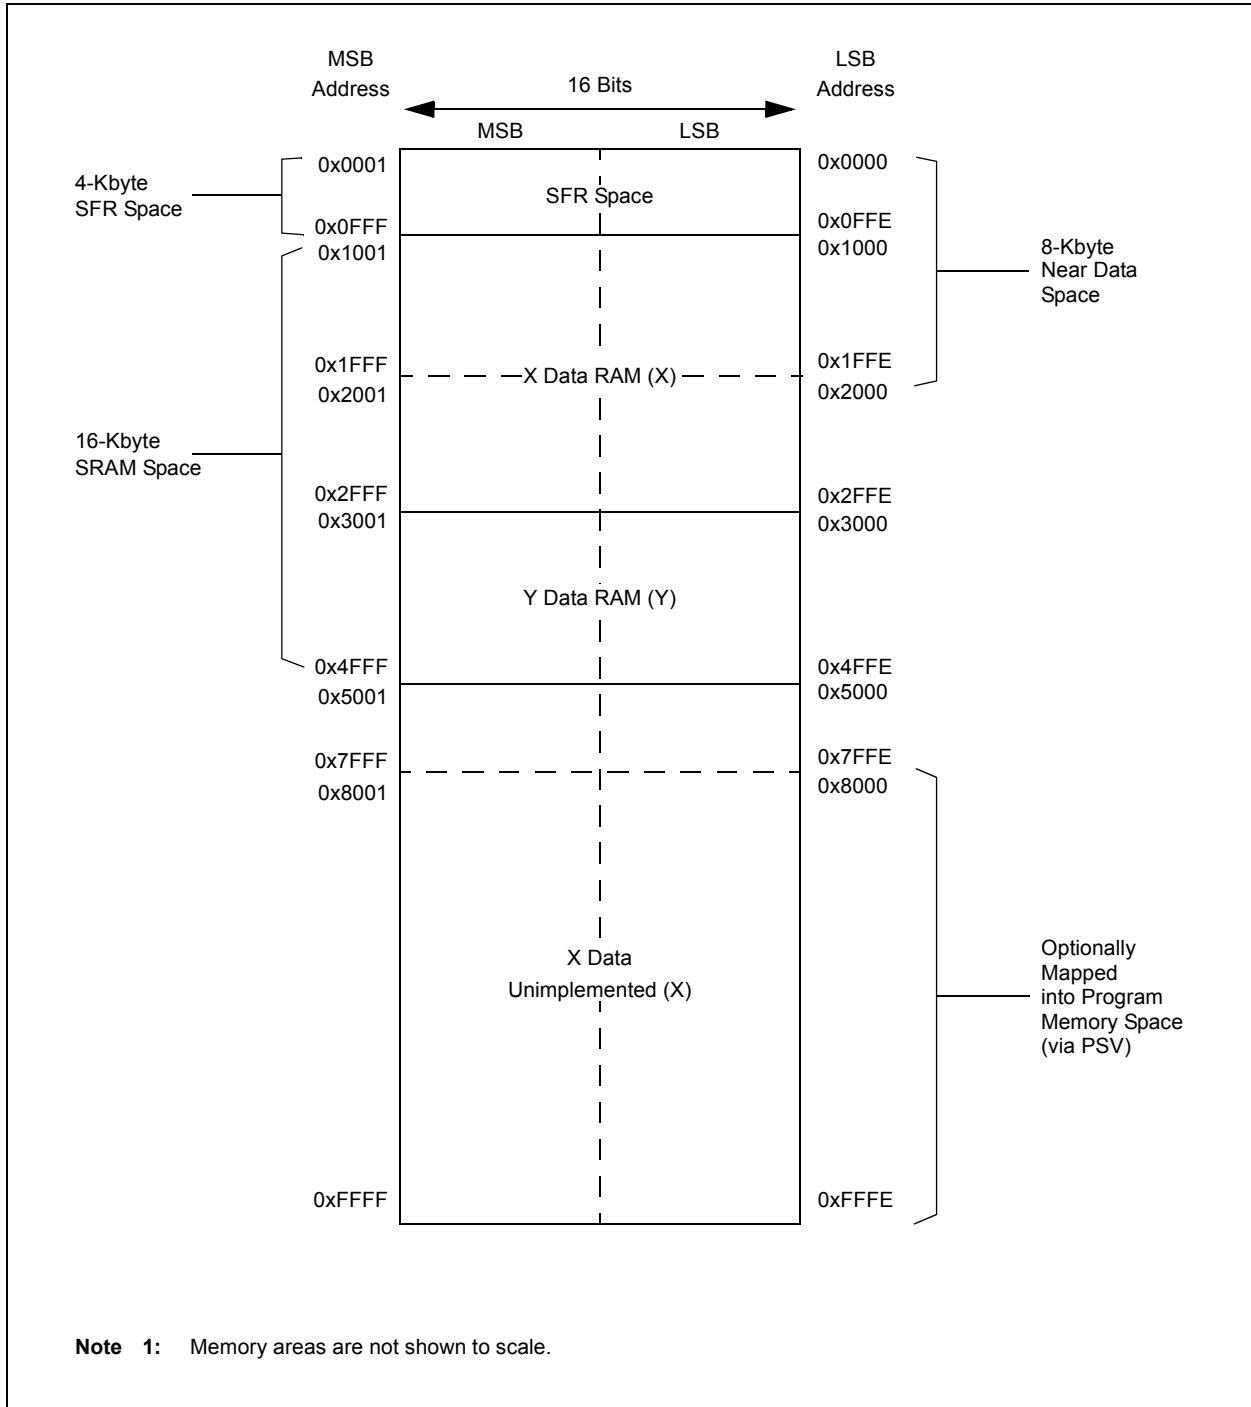 MSB
Address
LSB
Address
16 Bits
MSB LSB
0x0001
0x0000
4-Kbyte
SFR Space
SFR Space
0x0FFF
0x0FFE
0x1001
0x1000
8-Kbyte
Near Data
Space
0x1FFF
0x1FFE
X Data RAM (X)
0x2001
0x2000
16-Kbyte
SRAM Space
0x2FFF
0x2FFE
0x3001
0x3000
Y Data RAM (Y)
0x4FFF
0x4FFE
0x5001
0x5000
0x7FFF
0x7FFE
0x8001
0x8000
X Data
Unimplemented (X)
Optionally
Mapped
into Program
Memory Space
(via PSV)
0xFFFF
0xFFFE
Note 1: Memory areas are not shown to scale.